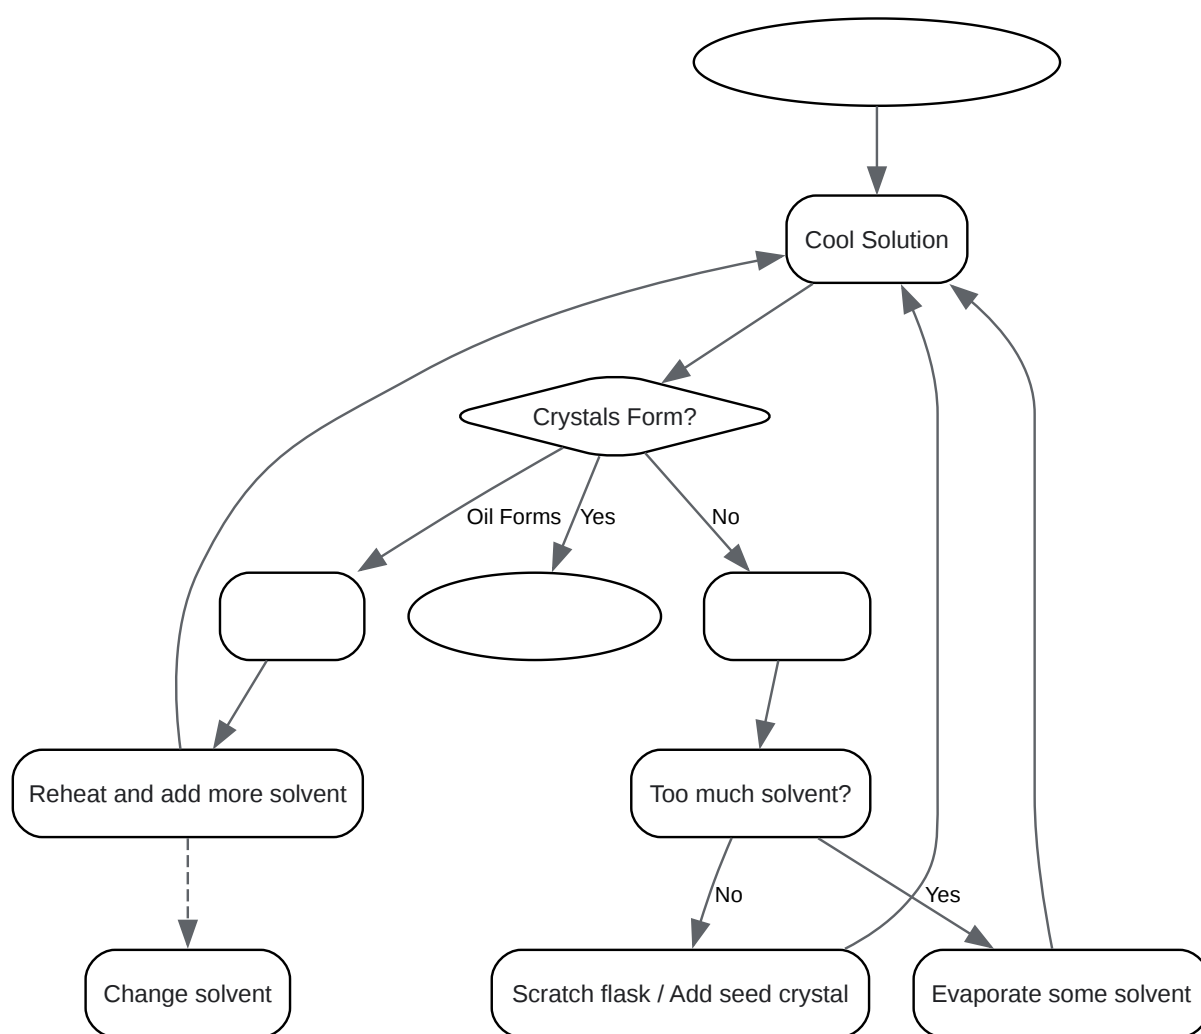 Cool Solution
Crystals Form?
Oil Forms
Yes
No
Reheat and add more solvent
Too much solvent?
No
Yes
Change solvent
Scratch flask / Add seed crystal
Evaporate some solvent